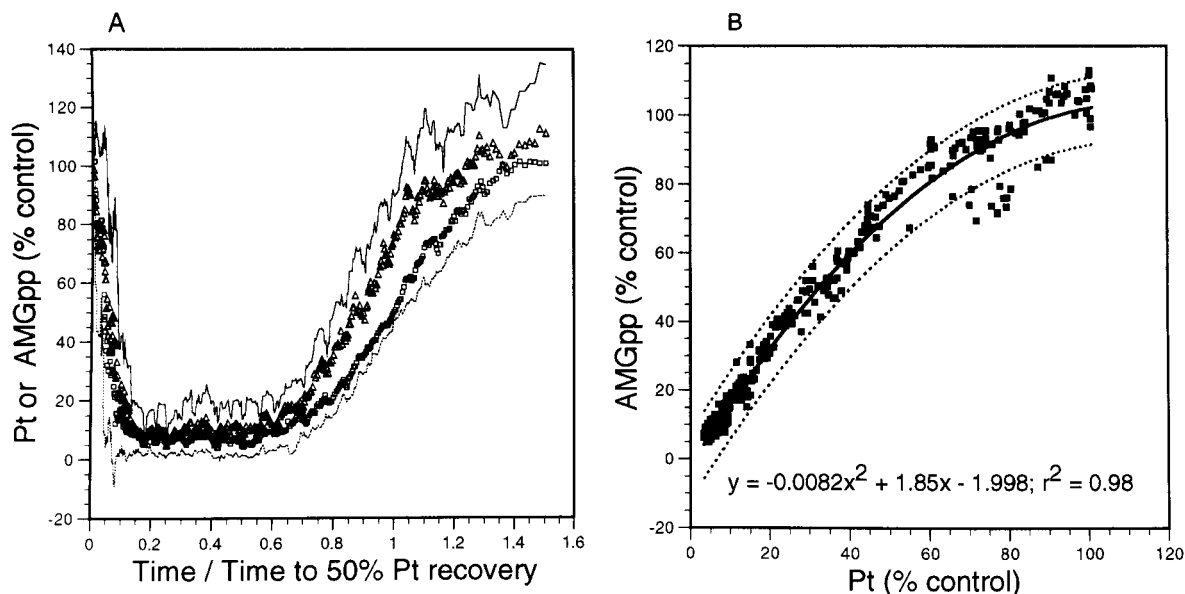 A
140
120
100
80
60
40
20
0
-20
Pt or AMGpp (% control)
0 0.2 0.4 0.6 0.8 1 1.2 1.4 1.6
Time / Time to 50% Pt recovery
B
120
100
80
60
40
20
0
-20
AMGpp (% control)
y = -0.0082x² + 1.85x - 1.998; r² = 0.98
0 20 40 60 80 100 120
Pt (% control)